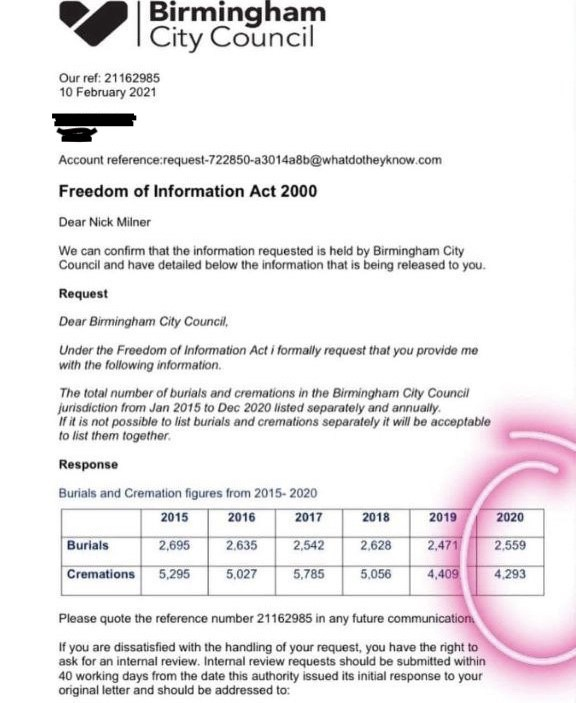 Birmingham
City Council
Our ref: 21162985
10 February 2021
Account reference:request-722850-a3014a8b@whatdotheyknow.com
Freedom of Information Act 2000
Dear Nick Milner
We can confirm that the information requested is held by Birmingham City
Council and have detailed below the information that is being released to you.
Request
Dear Birmingham City Council,
Under the Freedom of Information Act i formally request that you provide me
with the following information.
The total number of burials and cremations in the Birmingham City Council
jurisdiction from Jan 2015 to Dec 2020 listed separately and annually.
If it is not possible to list burials and cremations separately it will be acceptable
to list them together.
Response
Burials and Cremation figures from 2015- 2020
2015 2016 2017 2018 2019 2020
Burials 2,695 2,635 2,542 2,628 2,471 2,559
Cremations 5,295 5,027 5,785 5,056 4,409 4,293
Please quote the reference number 21162985 in any future communication.
If you are dissatisfied with the handling of your request, you have the right to
ask for an internal review. Internal review requests should be submitted within
40 working days from the date this authority issued its initial response to your
original letter and should be addressed to: